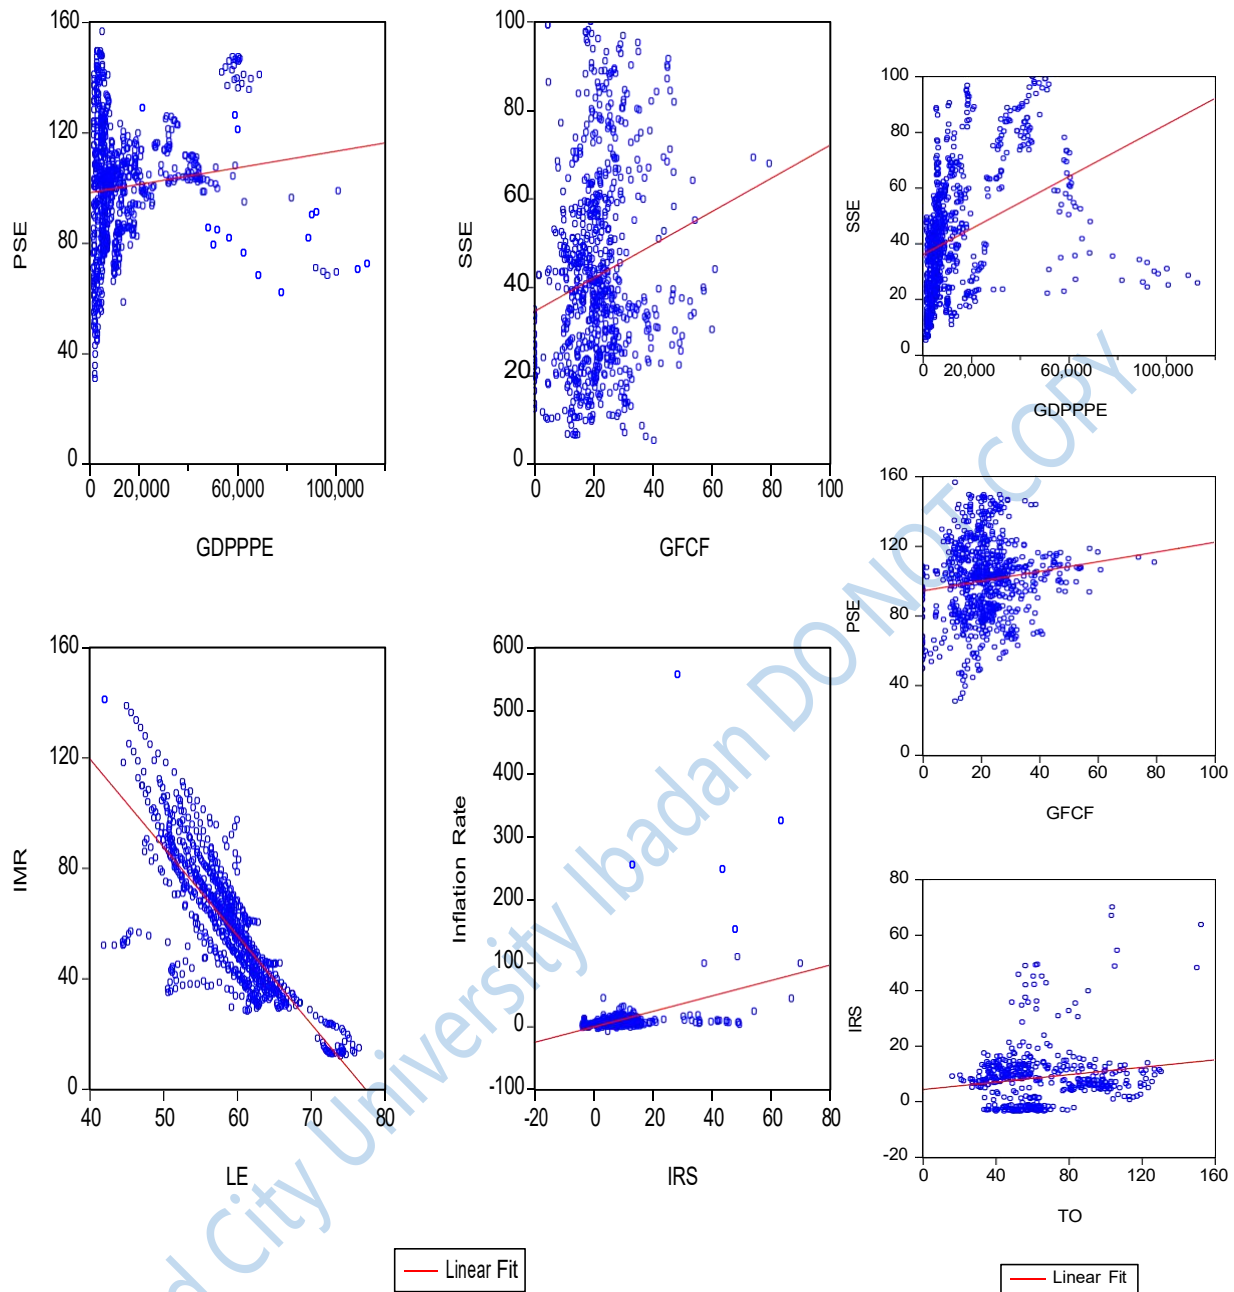 160
120
80
40
0
PSE
0 20,000 60,000 100,000
GDPPPE
100
80
60
40
20
0
SSE
0 20 40 60 80 100
GFCF
100
80
60
40
20
0
SSE
0 20,000 60,000 100,000
GDPPPE
160
120
80
40
0
PSE
0 20 40 60 80 100
GFCF
160
120
80
40
0
IMR
40 50 60 70 80
LE
600
500
400
300
200
100
0
-100
Inflation Rate
-20 0 20 40 60 80
IRS
80
60
40
20
0
-20
IRS
0 40 80 120 160
TO
Linear Fit
Linear Fit
d City University Ibadan DO NOT COPY